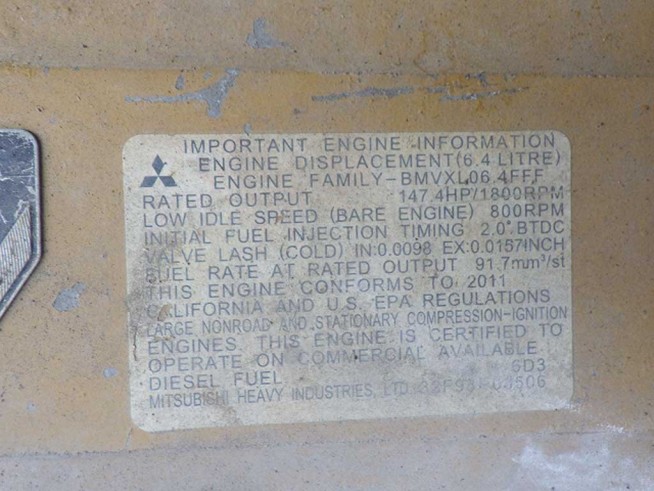 IMPORTANT ENGINE INFORMATION
ENGINE DISPLACEMENT(6.4 LITRE)
ENGINE FAMILY-BMVXL06.4FFF
RATED OUTPUT 147.4HP/1800RPM
LOW IDLE SPEED (BARE ENGINE) 800RPM
INITIAL FUEL INJECTION TIMING 2.0° BTDC
VALVE LASH (COLD) IN:0.0098 EX:0.0157INCH
FUEL RATE AT RATED OUTPUT 91.7mm³/st
THIS ENGINE CONFORMS TO 2011
CALIFORNIA AND U.S. EPA REGULATIONS
LARGE NONROAD AND STATIONARY COMPRESSION-IGNITION
ENGINES. THIS ENGINE IS CERTIFIED TO
OPERATE ON COMMERCIAL AVAILABLE
DIESEL FUEL 6D3
MITSUBISHI HEAVY INDUSTRIES, LTD.